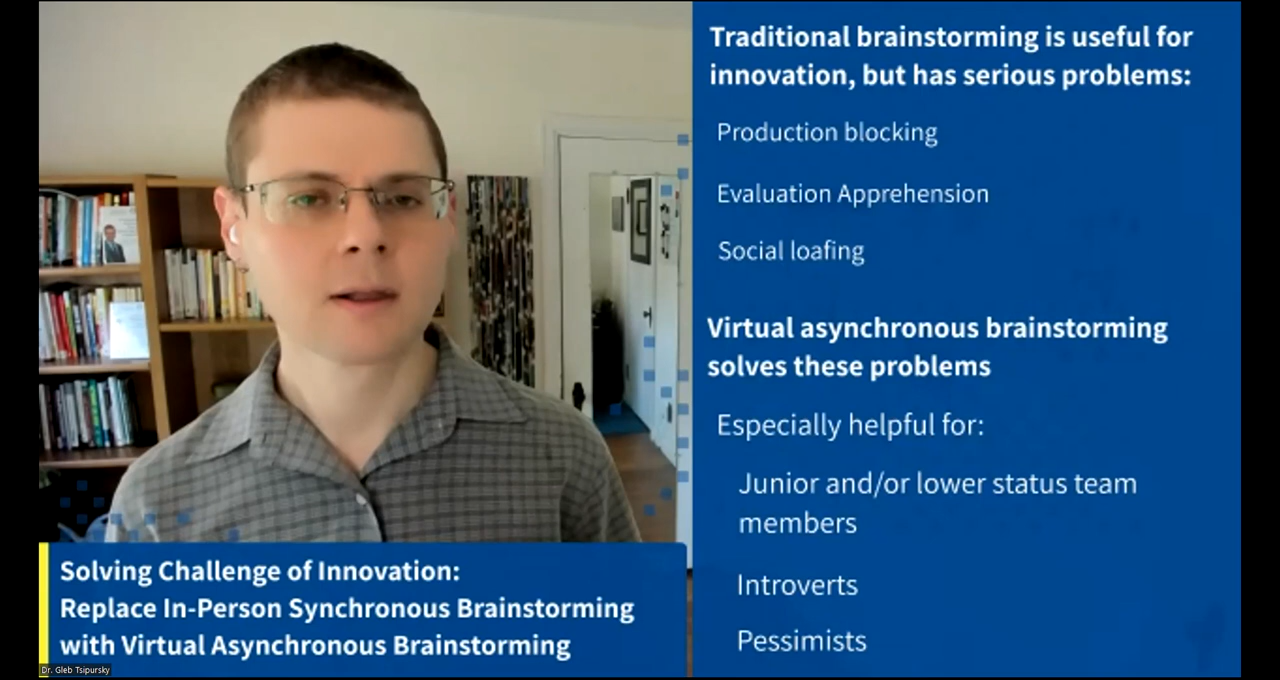 Traditional brainstorming is useful for
innovation, but has serious problems:
Production blocking
Evaluation Apprehension
Social loafing
Virtual asynchronous brainstorming
solves these problems
Especially helpful for:
Junior and/or lower status team
members
Introverts
Pessimists
Solving Challenge of Innovation:
Replace In-Person Synchronous Brainstorming
with Virtual Asynchronous Brainstorming
Dr. Gleb Tsipursky